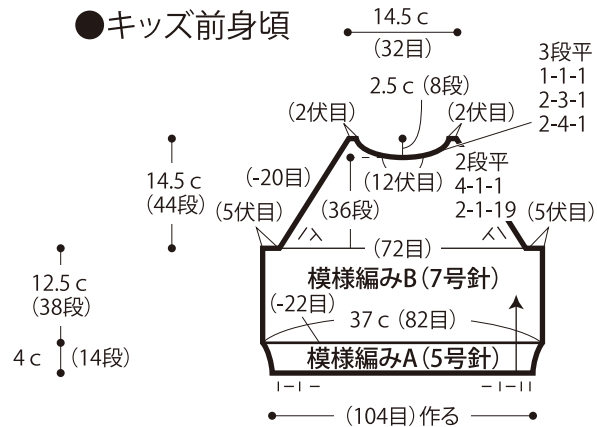 ●キッズ前身頃
14.5 c
(32目)
3段平
1-1-1
2-3-1
2-4-1
2.5 c (8段)
(2伏目)
(2伏目)
(-20目)
(12伏目)
2段平
4-1-1
2-1-19
14.5 c
(44段)
(5伏目)
(36段)
(5伏目)
(72目)
12.5 c
(38段)
模様編みB (7号針)
(-22目)
37 c (82目)
4 c
(14段)
模様編みA (5号針)
(104目) 作る